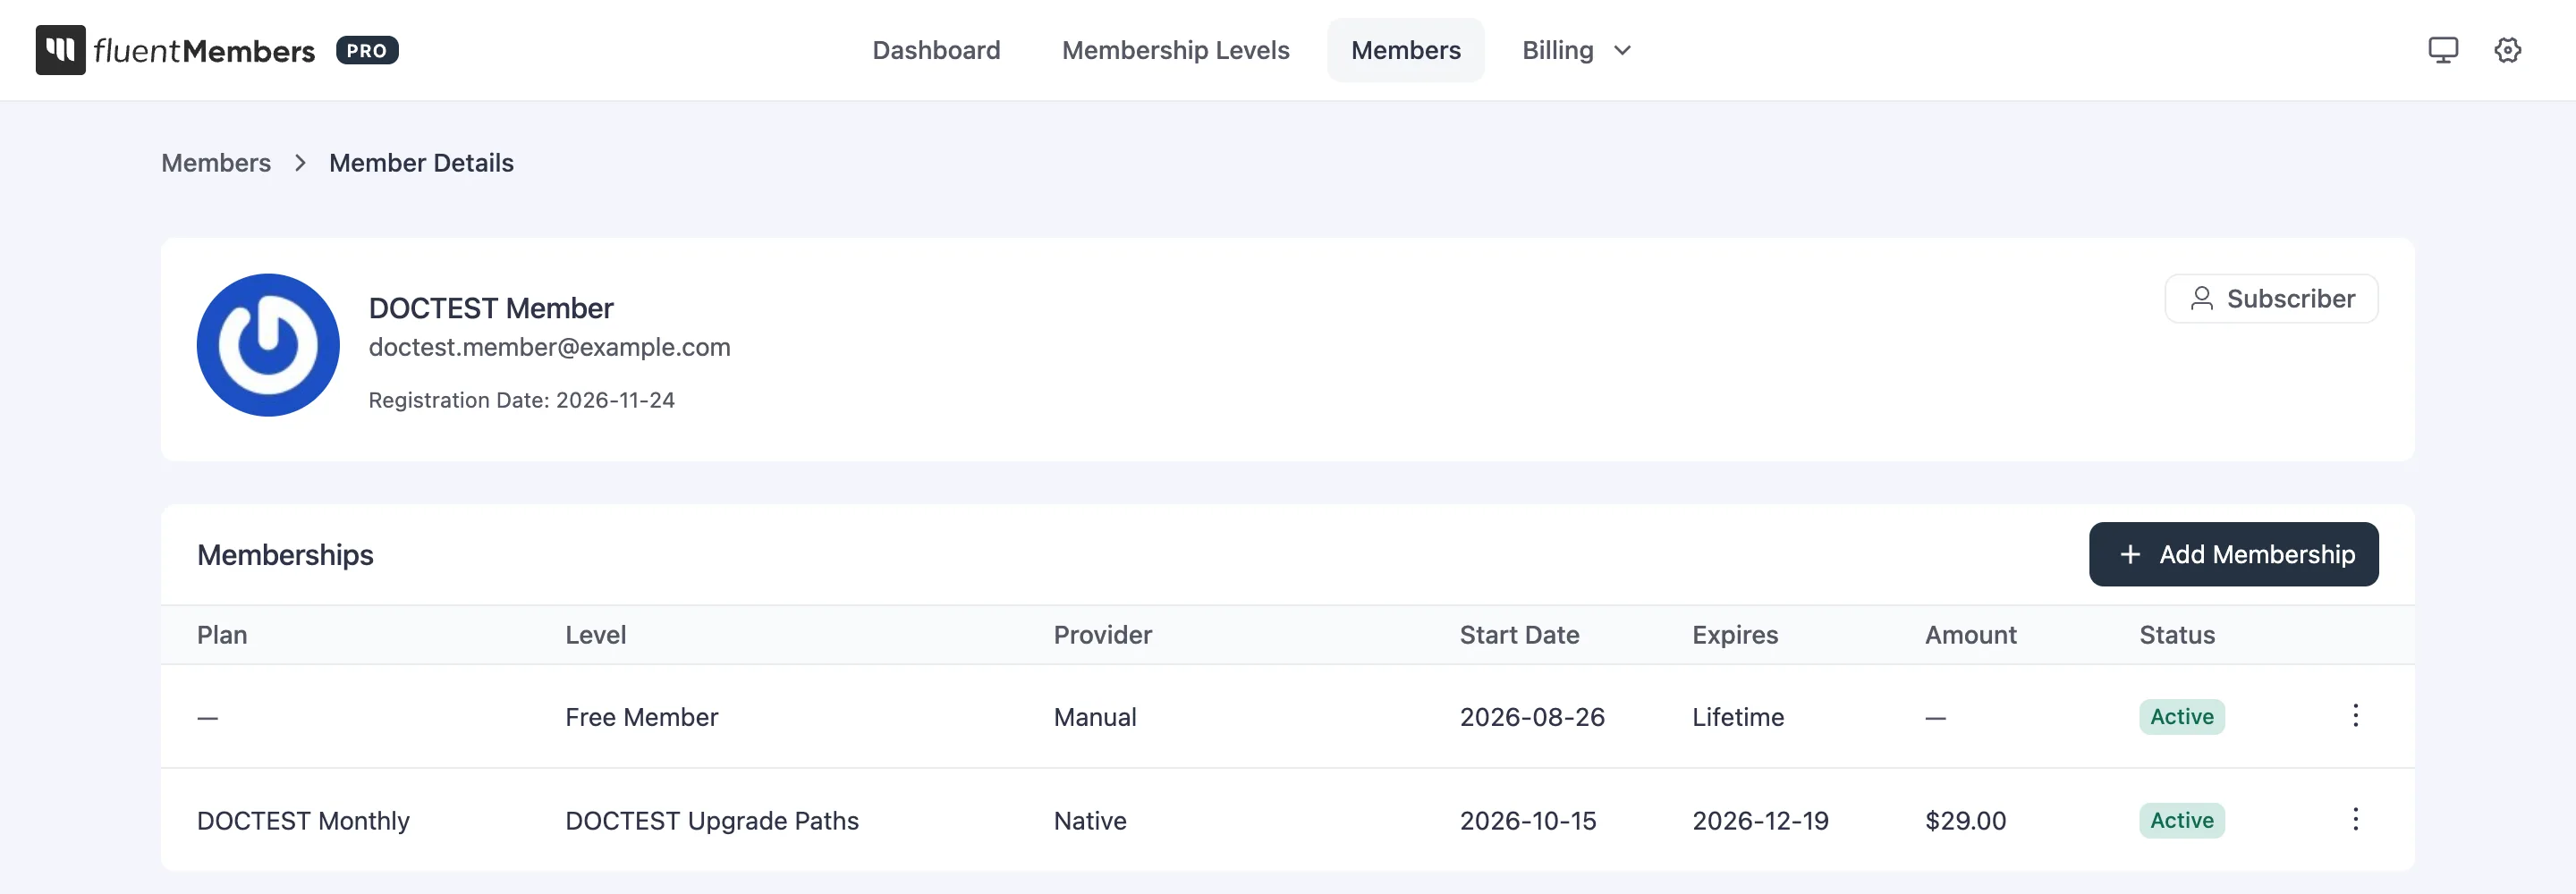 fluentMembers PRO
Dashboard Membership Levels Members Billing
Members > Member Details
DOCTEST Member
doctest.member@example.com
Registration Date: 2026-11-24
Subscriber
Memberships
+ Add Membership
Plan Level Provider Start Date Expires Amount Status
— Free Member Manual 2026-08-26 Lifetime — Active
DOCTEST Monthly DOCTEST Upgrade Paths Native 2026-10-15 2026-12-19 $29.00 Active